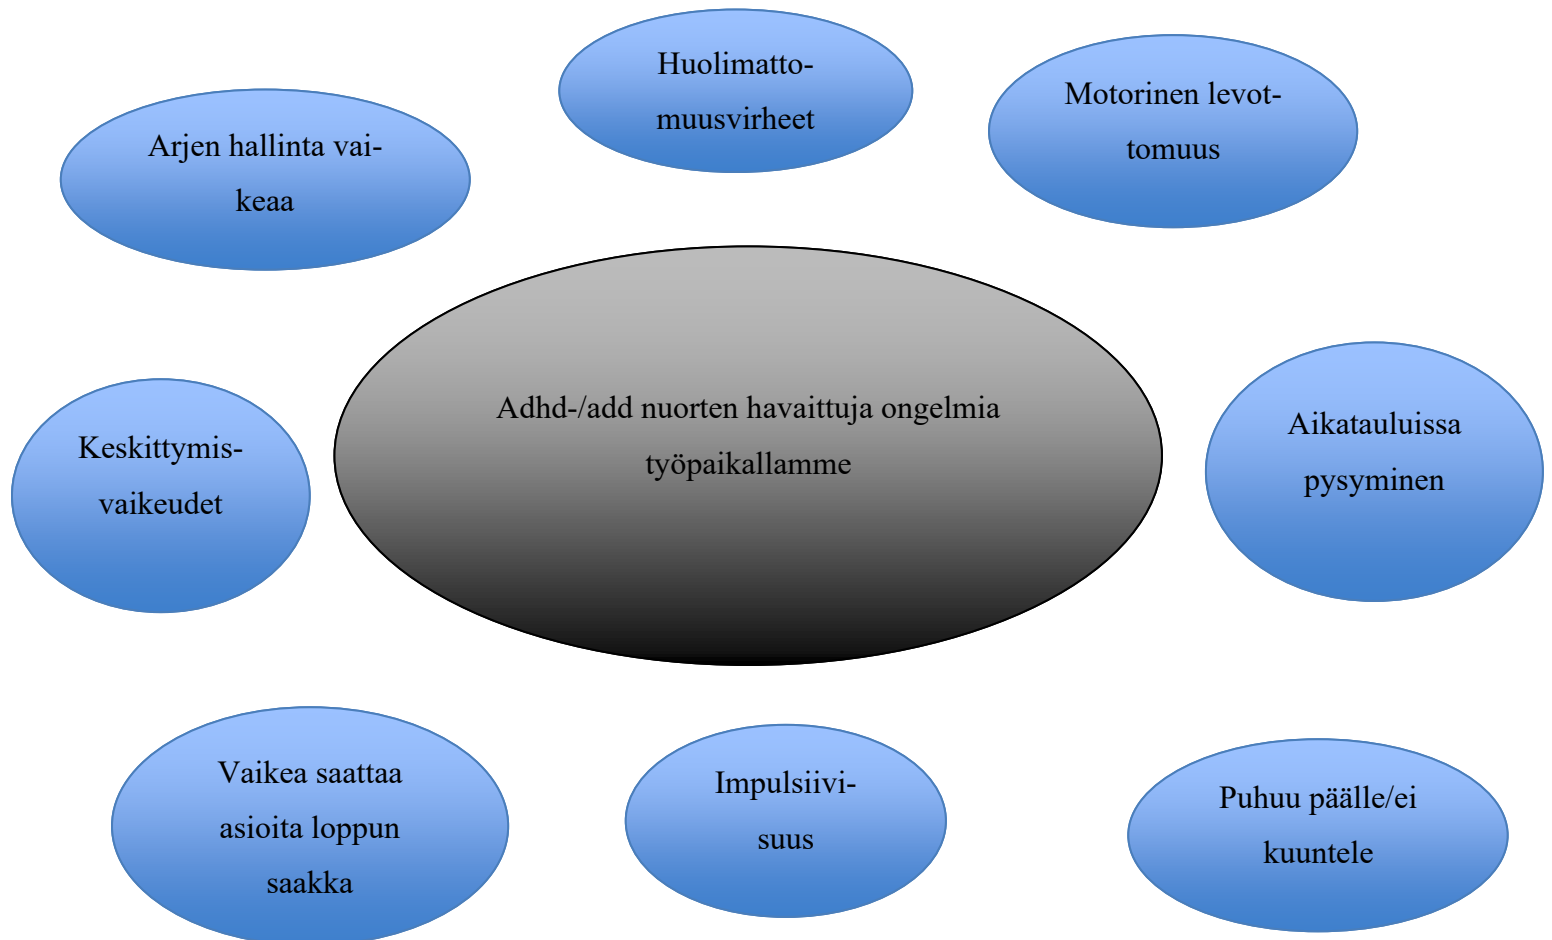 Huolimatto-
muusvirheet
Motorinen levot-
tomuus
Arjen hallinta vai-
keaa
Adhd-/add nuorten havaittuja ongelmia
työpaikallamme
Keskittymis-
vaikeudet
Aikatauluissa
pysyminen
Vaikea saattaa
asioita loppun
saakka
Impulsiivi-
suus
Puhuu päälle/ei
kuuntele